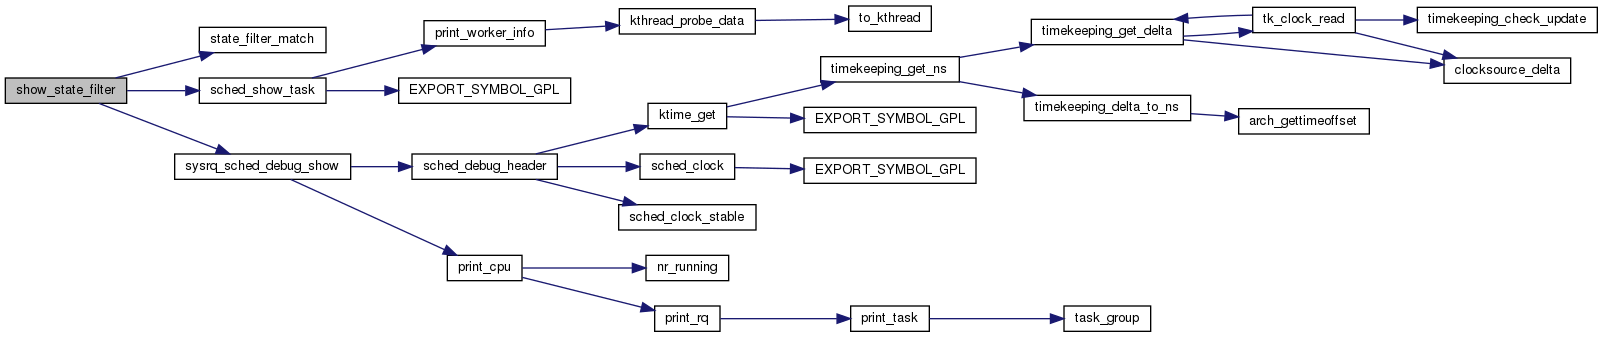 show_state_filter
state_filter_match
sched_show_task
sysrq_sched_debug_show
print_worker_info
EXPORT_SYMBOL_GPL
sched_debug_header
print_cpu
kthread_probe_data
ktime_get
sched_clock
sched_clock_stable
nr_running
print_rq
to_kthread
timekeeping_get_ns
EXPORT_SYMBOL_GPL
EXPORT_SYMBOL_GPL
print_task
timekeeping_get_delta
timekeeping_delta_to_ns
task_group
tk_clock_read
arch_gettimeoffset
timekeeping_check_update
clocksource_delta